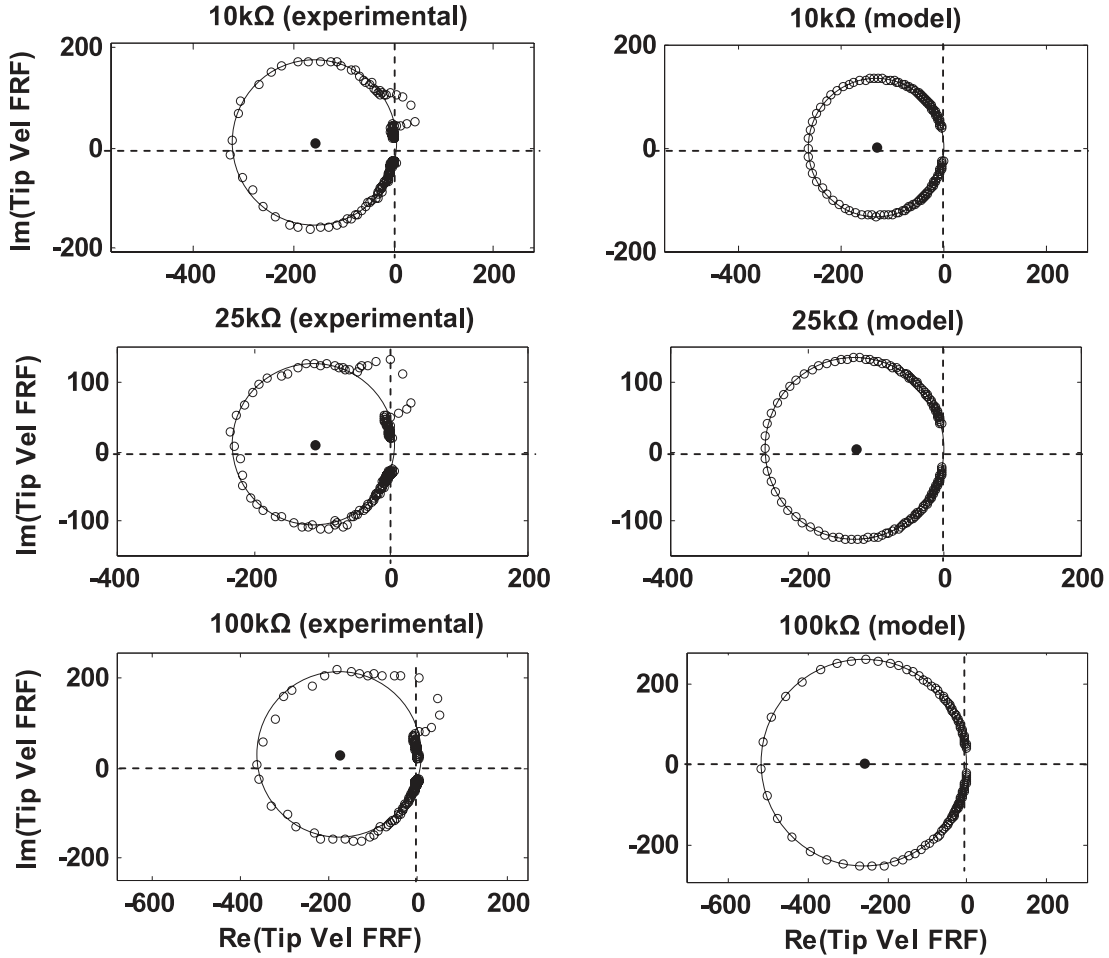 10kΩ (experimental)
10kΩ (model)
Im(Tip Vel FRF)
200
0
-200
-400 -200 0 200
200
0
-200
-400 -200 0 200
25kΩ (experimental)
25kΩ (model)
Im(Tip Vel FRF)
100
0
-100
-400 -200 0 200
100
0
-100
-400 -200 0 200
100kΩ (experimental)
100kΩ (model)
Im(Tip Vel FRF)
200
0
-200
-600 -400 -200 0 200
200
0
-200
-600 -400 -200 0 200
Re(Tip Vel FRF)
Re(Tip Vel FRF)